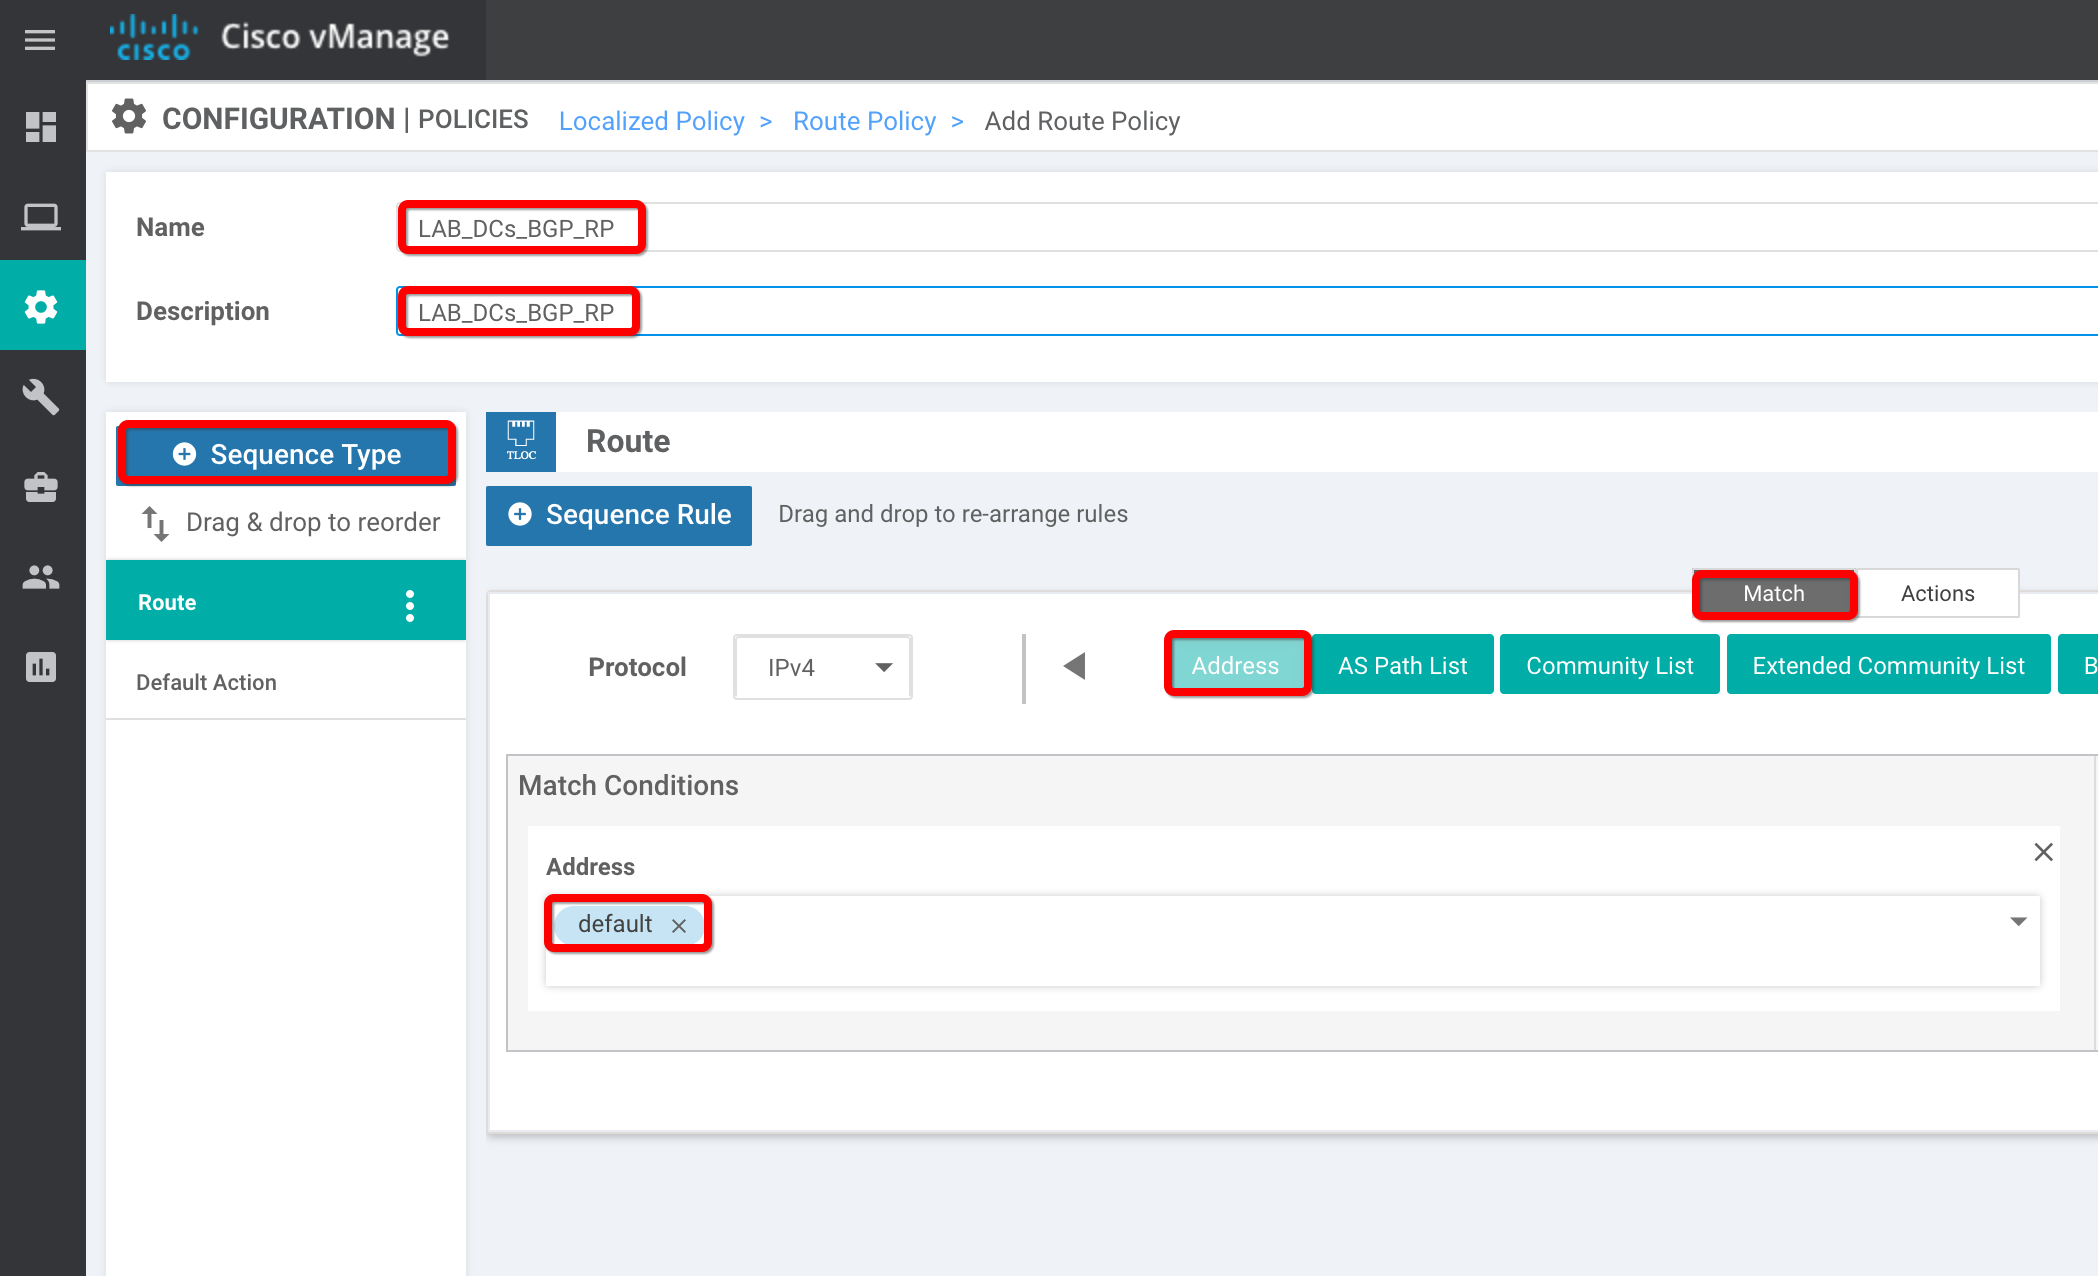 CISCO Cisco vManage
CONFIGURATION | POLICIES Localized Policy > Route Policy > Add Route Policy
Name LAB_DCs_BGP_RP
Description LAB_DCs_BGP_RP
Sequence Type
Drag & drop to reorder
Route
Default Action
TLOC Route
Sequence Rule Drag and drop to re-arrange rules
Match Actions
Protocol IPv4 Address AS Path List Community List Extended Community List
Match Conditions
Address
default